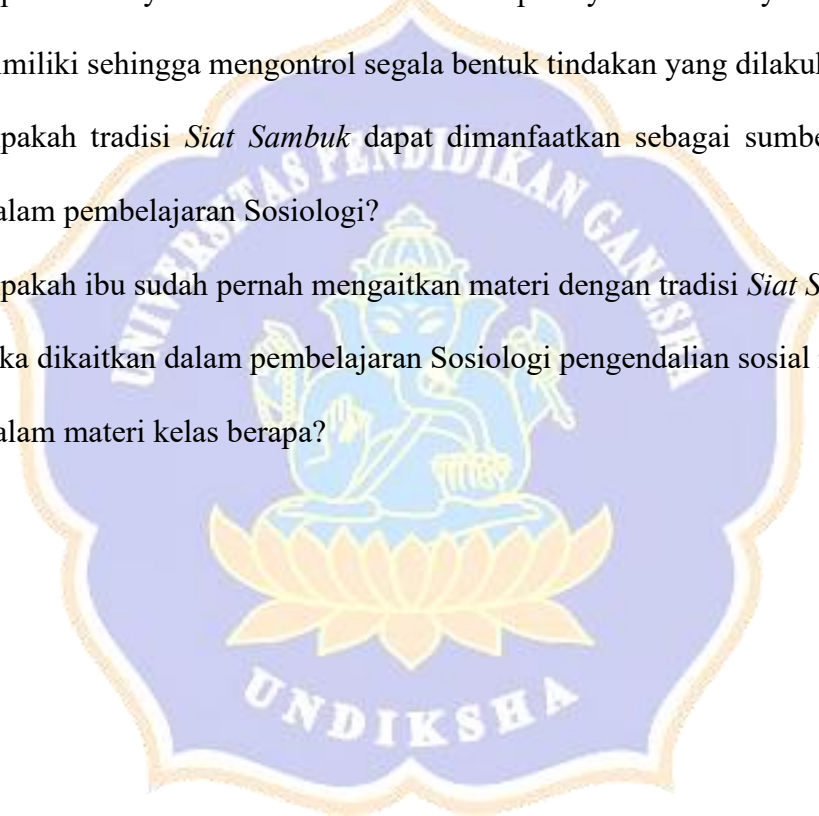 miliki sehingga mengontrol segala bentuk tindakan yang
pakah tradisi Siat Sambuk dapat dimanfaatkan sebagai
alam pembelajaran Sosiologi?
pakah ibu sudah pernah mengaitkan materi dengan tradisi Siat
ka dikaitkan dalam pembelajaran Sosiologi pengendalian sosial
alam materi kelas berapa?
UNIVERSITAS PENDIDIKAN GANESHA
UNDIKSHA